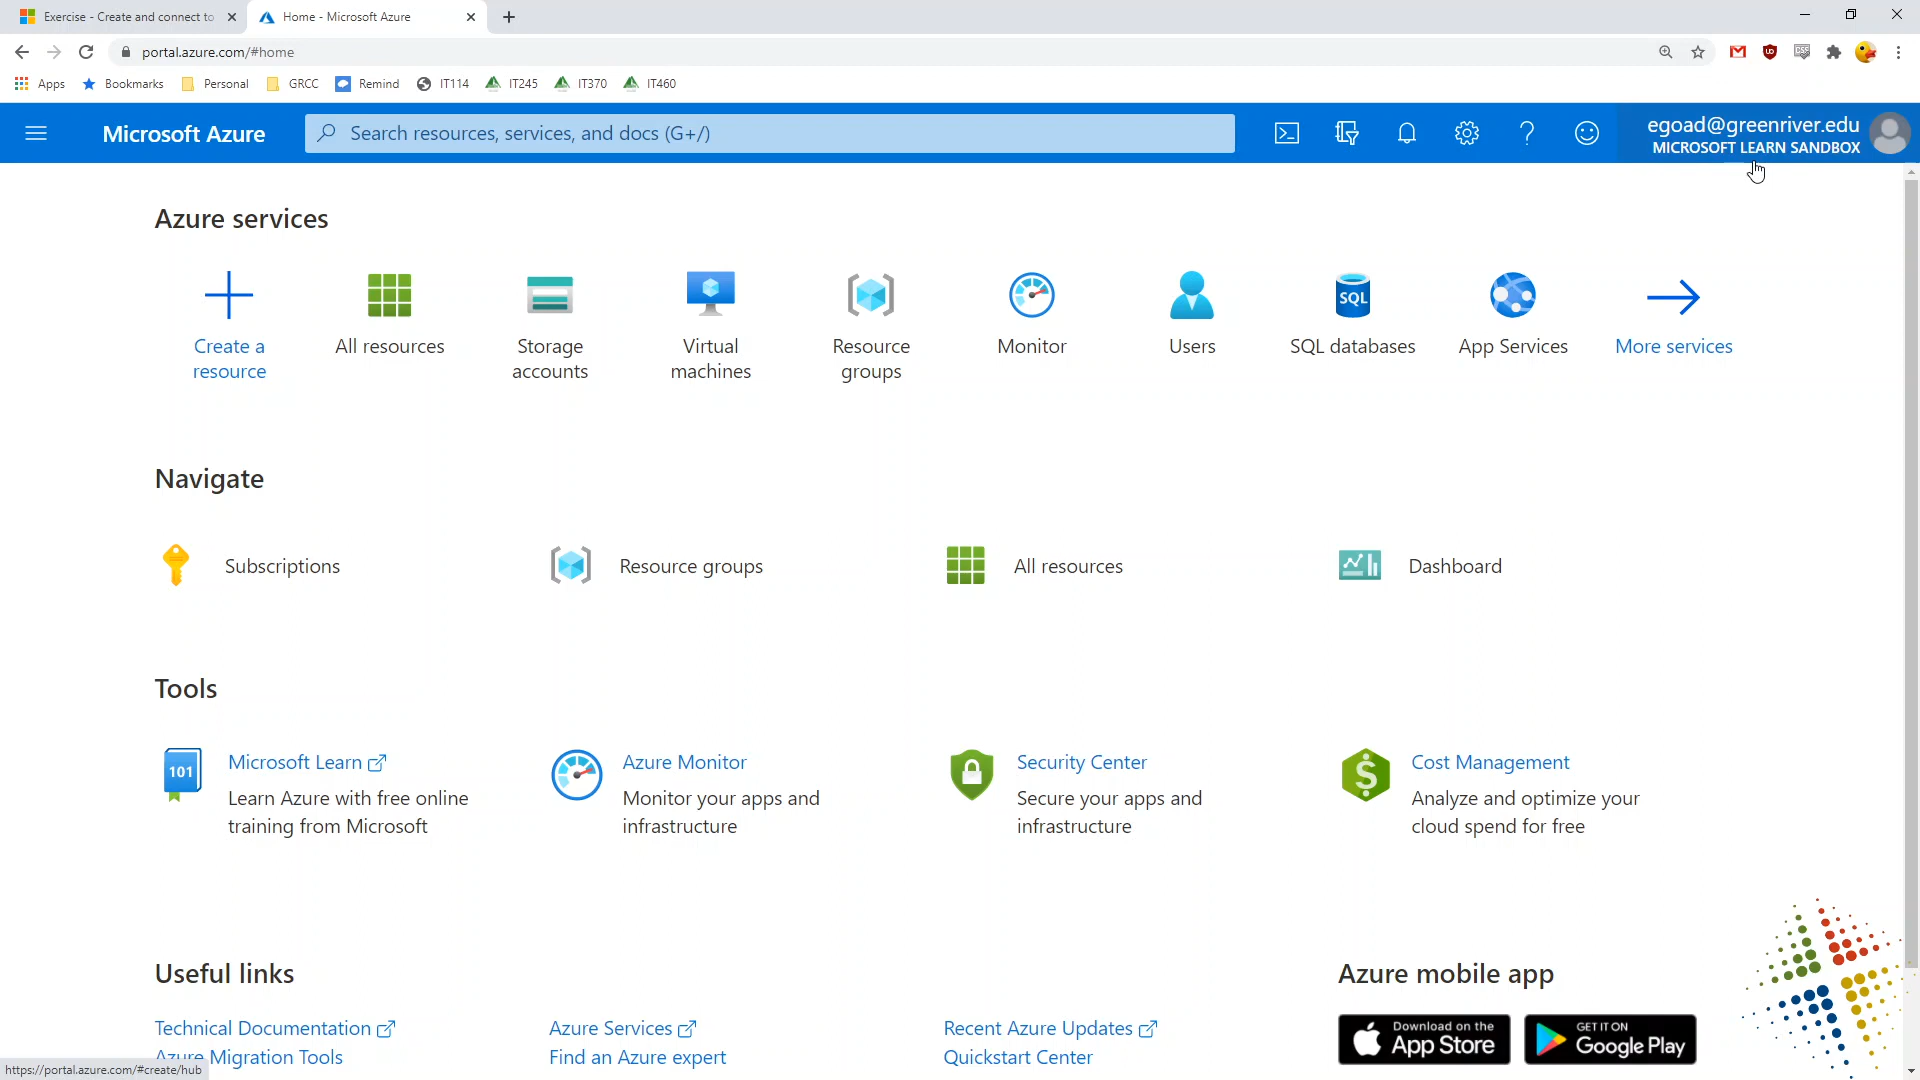 Exercise - Create and connect to
Home - Microsoft Azure
portal.azure.com/#home
Apps
Bookmarks
Personal
GRCC
Remind
IT114
IT245
IT370
IT460
Microsoft Azure
Search resources, services, and docs (G+/)
egoad@greenriver.edu
MICROSOFT LEARN SANDBOX
Azure services
Create a
resource
All resources
Storage
accounts
Virtual
machines
Resource
groups
Monitor
Users
SQL
SQL databases
App Services
More services
Navigate
Subscriptions
Resource groups
All resources
Dashboard
Tools
101
Microsoft Learn
Learn Azure with free online
training from Microsoft
Azure Monitor
Monitor your apps and
infrastructure
Security Center
Secure your apps and
infrastructure
$
Cost Management
Analyze and optimize your
cloud spend for free
Useful links
Azure mobile app
Technical Documentation
Azure Services
Recent Azure Updates
Azure Migration Tools
Find an Azure expert
Quickstart Center
Download on the
App Store
GET IT ON
Google Play
https://portal.azure.com/#create/hub